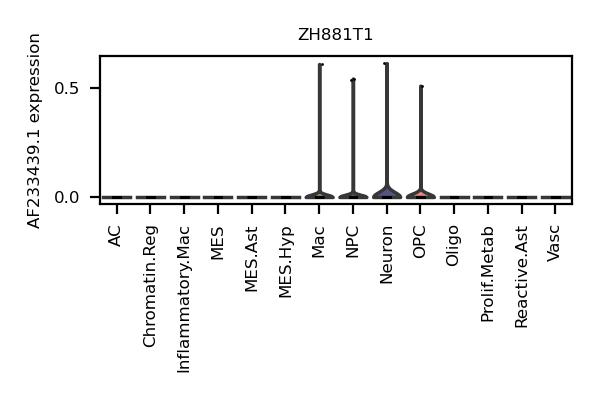 ZH881T1
AF233439.1 expression
0.5
0.0
AC
Chromatin.Reg
Inflammatory.Mac
MES
MES.Ast
MES.Hyp
Mac
NPC
Neuron
OPC
Oligo
Prolif.Metab
Reactive.Ast
Vasc